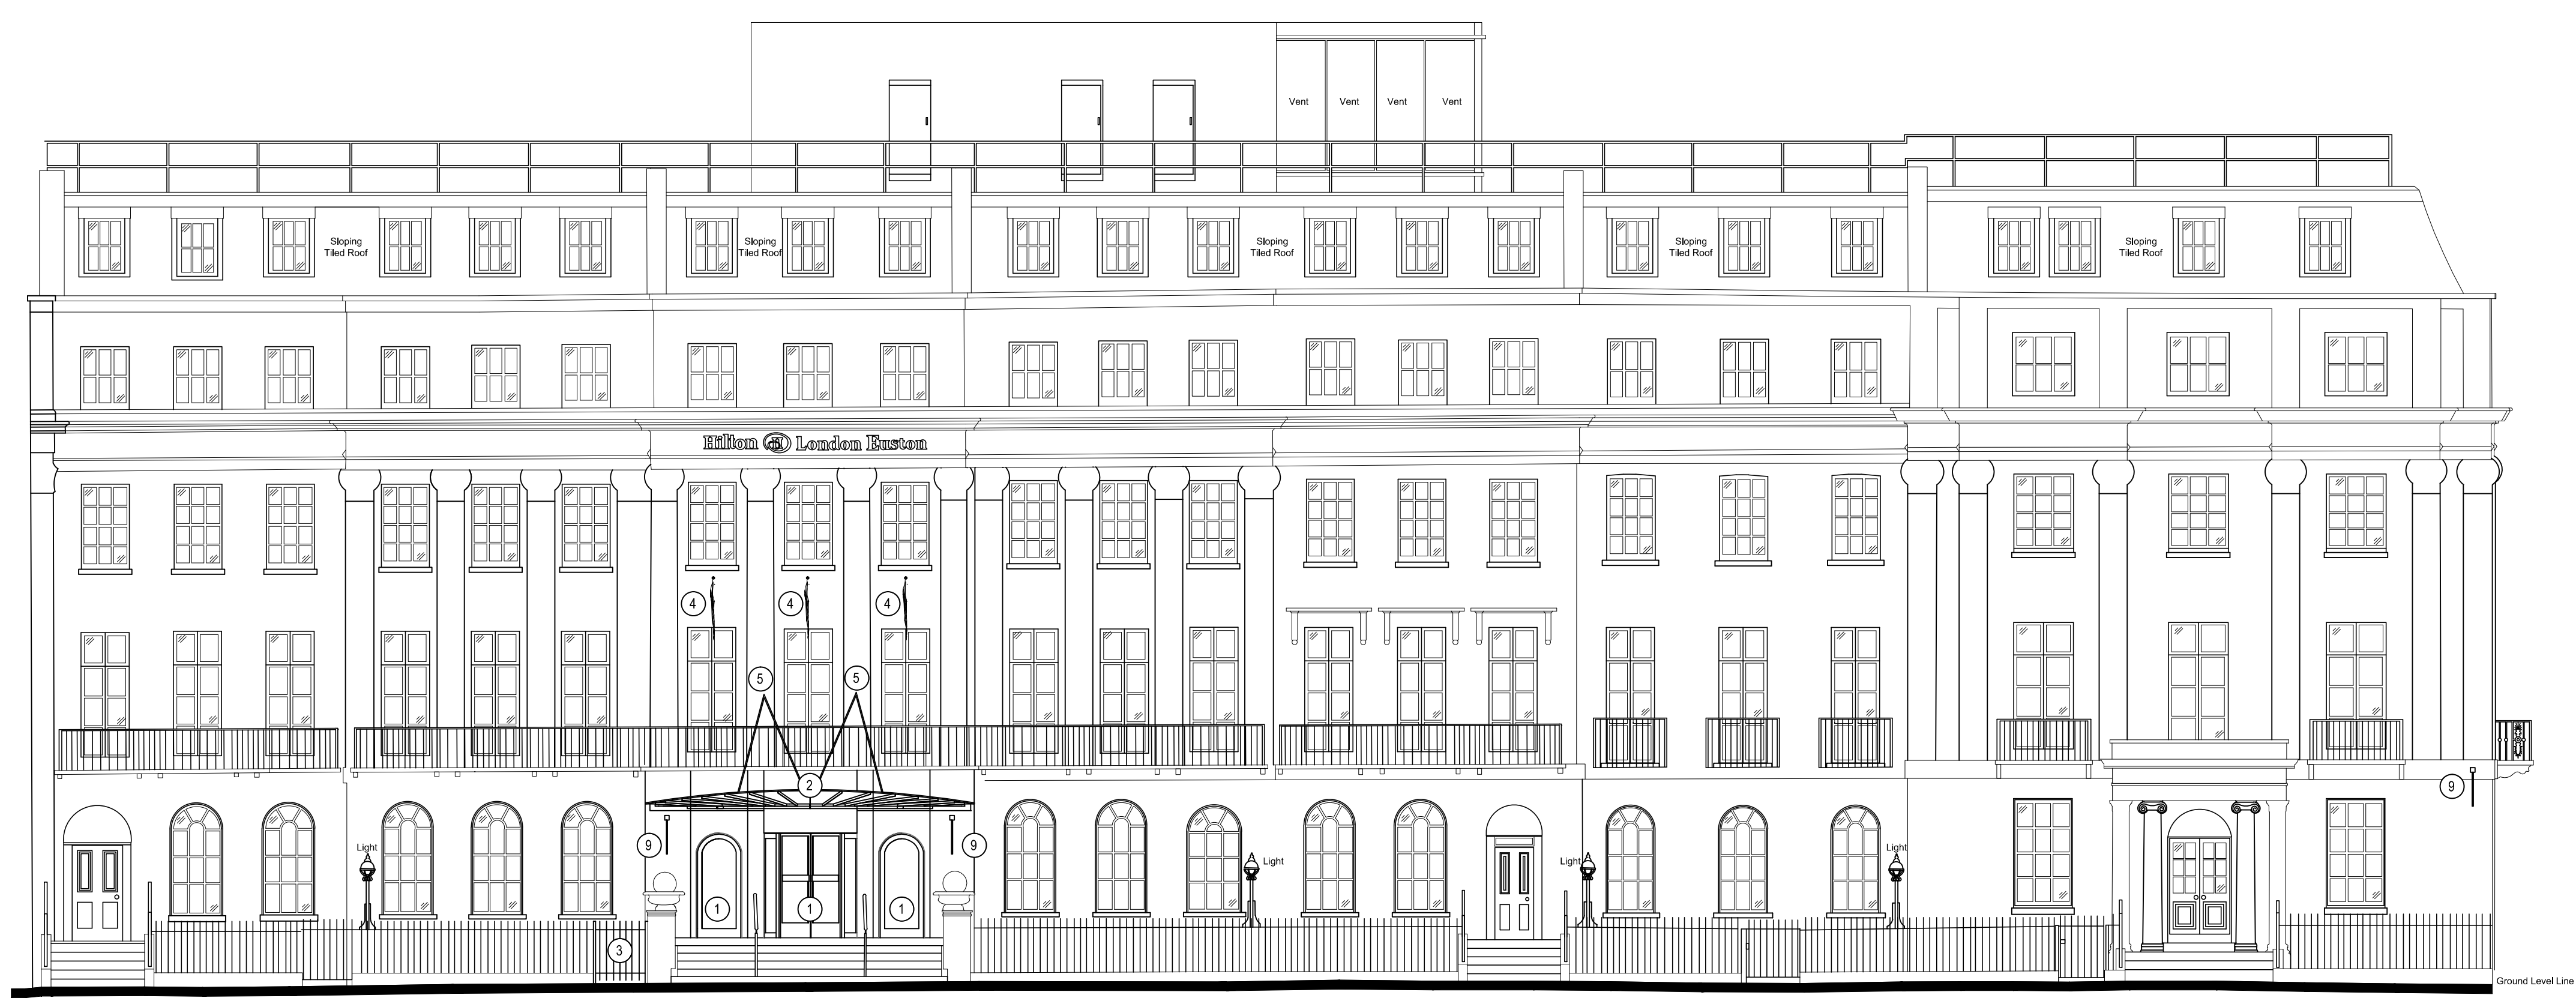 Vent Vent Vent Vent
Sloping
Tiled Roof
Sloping
Tiled Roof
Sloping
Tiled Roof
Sloping
Tiled Roof
Sloping
Tiled Roof
Hilton London Euston
4 4 4
5 5
2
9
9 9
Light
Light
Light
Light
1 1 1
3
Ground Level Line